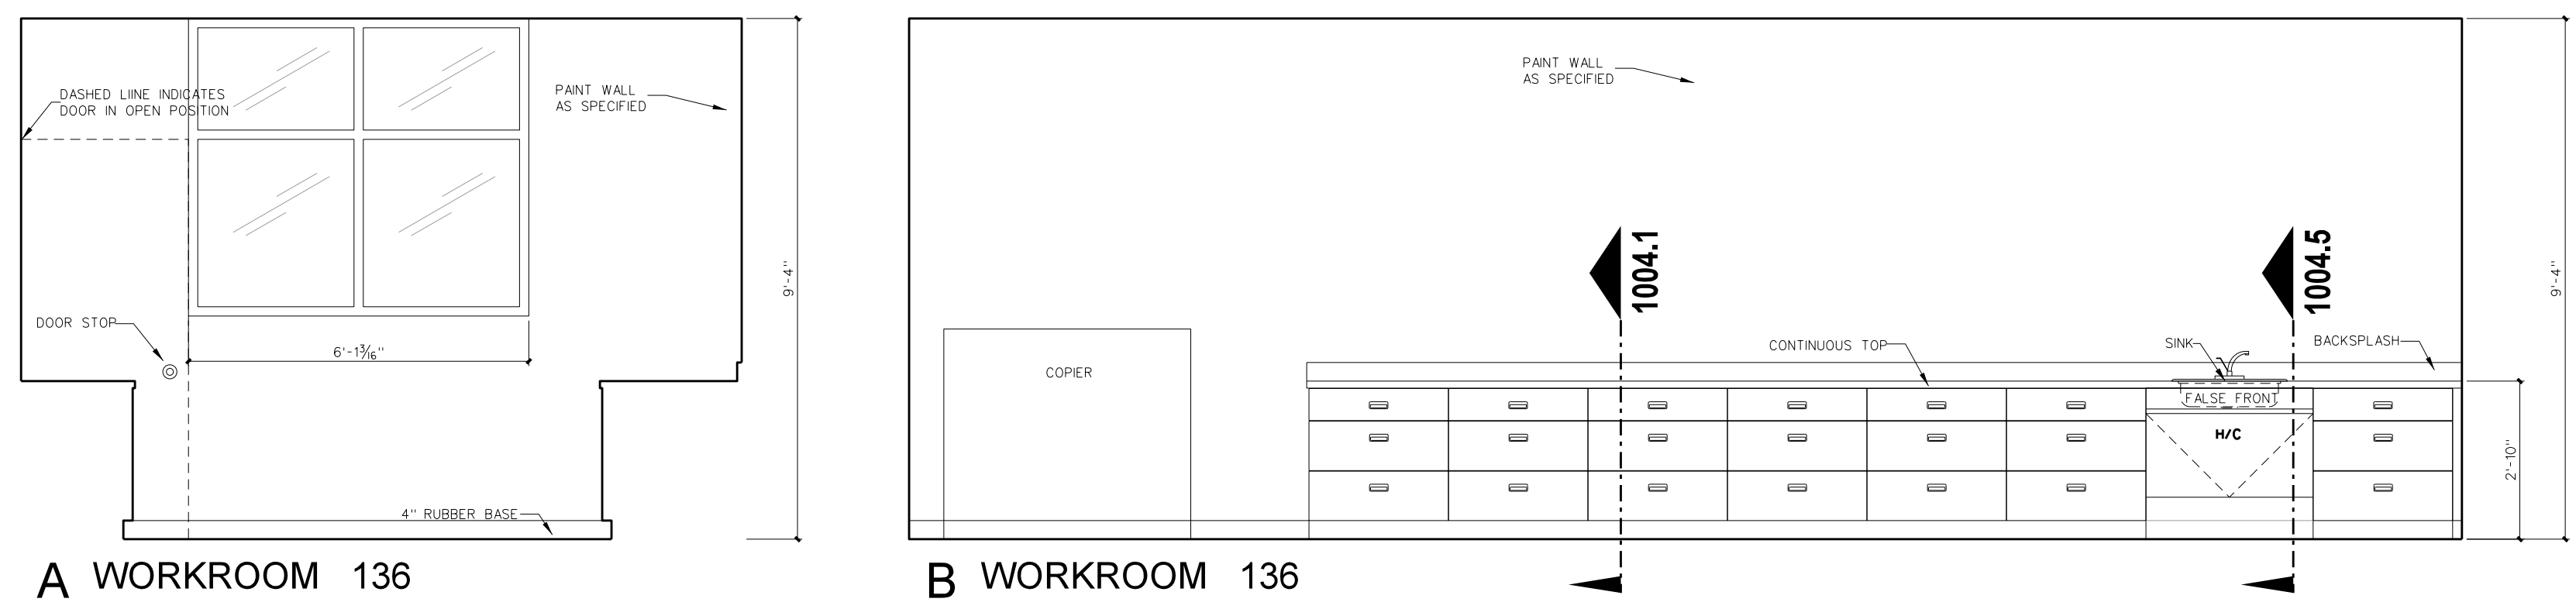 DASHED LIINE INDICATES
DOOR IN OPEN POSITION
PAINT WALL
AS SPECIFIED
9'-4"
DOOR STOP
6'-1 3/16"
4" RUBBER BASE
A WORKROOM 136
PAINT WALL
AS SPECIFIED
1004.1
1004.5
9'-4"
COPIER
CONTINUOUS TOP
SINK
BACKSPLASH
FALSE FRONT
H/C
2'-10"
B WORKROOM 136